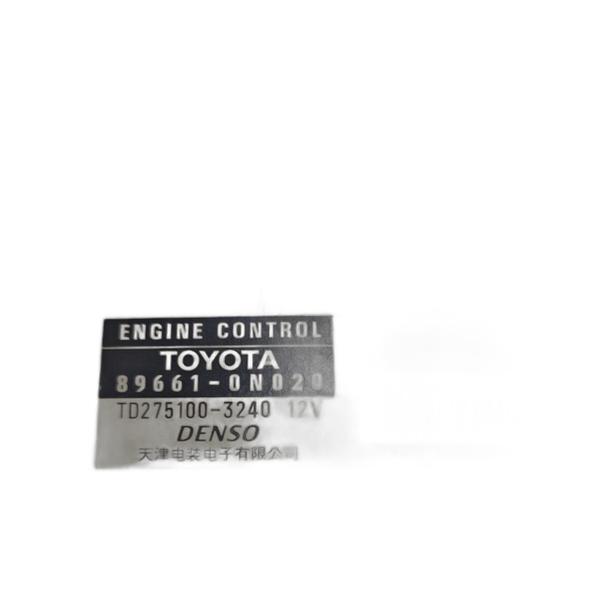 ENGINE CONTROL
TOYOTA
89661-0N020
TD275100-3240 12V
DENSO
天津电装电子有限公司